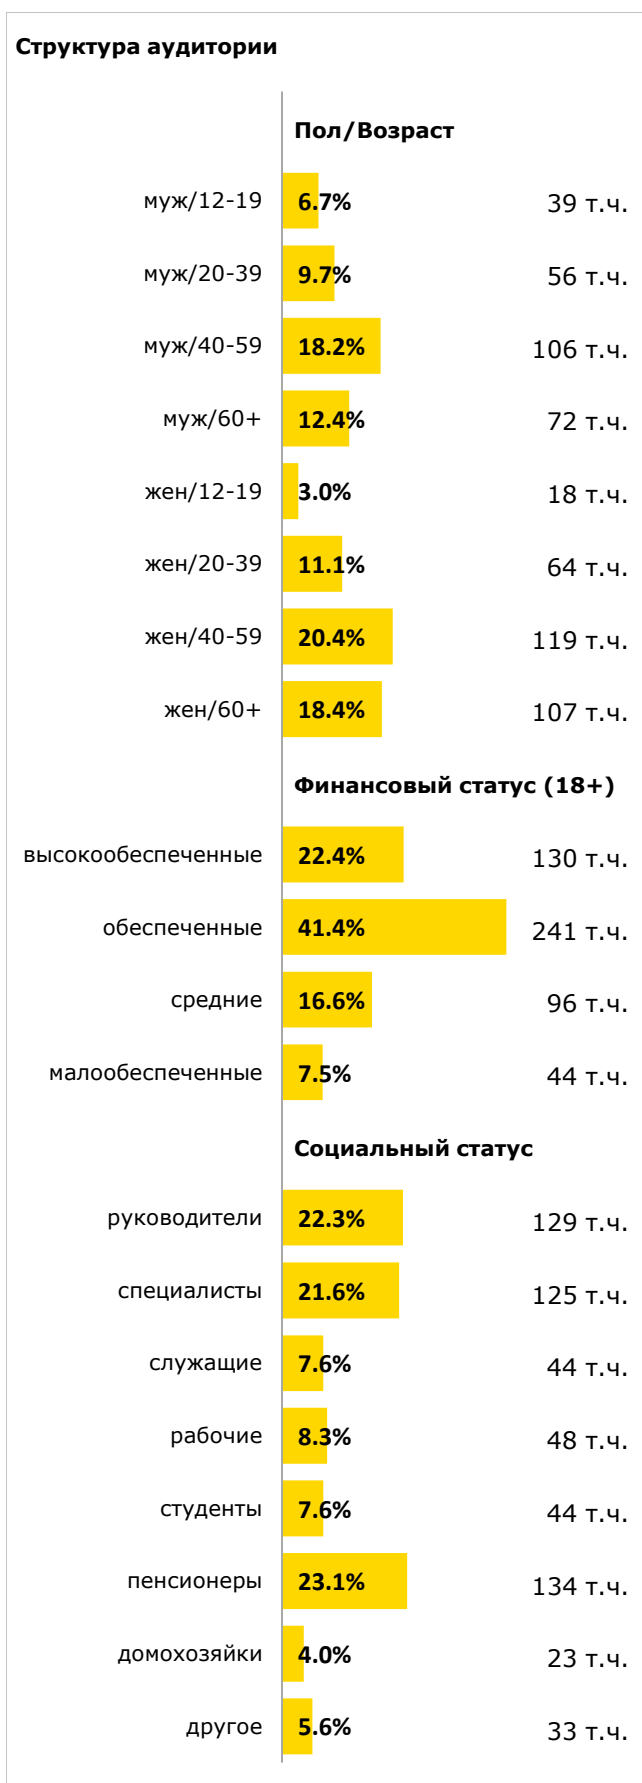 Структура аудитории
Пол/Возраст
муж/12-19 6.7% 39 т.ч.
муж/20-39 9.7% 56 т.ч.
муж/40-59 18.2% 106 т.ч.
муж/60+ 12.4% 72 т.ч.
жен/12-19 3.0% 18 т.ч.
жен/20-39 11.1% 64 т.ч.
жен/40-59 20.4% 119 т.ч.
жен/60+ 18.4% 107 т.ч.
Финансовый статус (18+)
высокообеспеченные 22.4% 130 т.ч.
обеспеченные 41.4% 241 т.ч.
средние 16.6% 96 т.ч.
малообеспеченные 7.5% 44 т.ч.
Социальный статус
руководители 22.3% 129 т.ч.
специалисты 21.6% 125 т.ч.
служащие 7.6% 44 т.ч.
рабочие 8.3% 48 т.ч.
студенты 7.6% 44 т.ч.
пенсионеры 23.1% 134 т.ч.
домохозяйки 4.0% 23 т.ч.
другое 5.6% 33 т.ч.